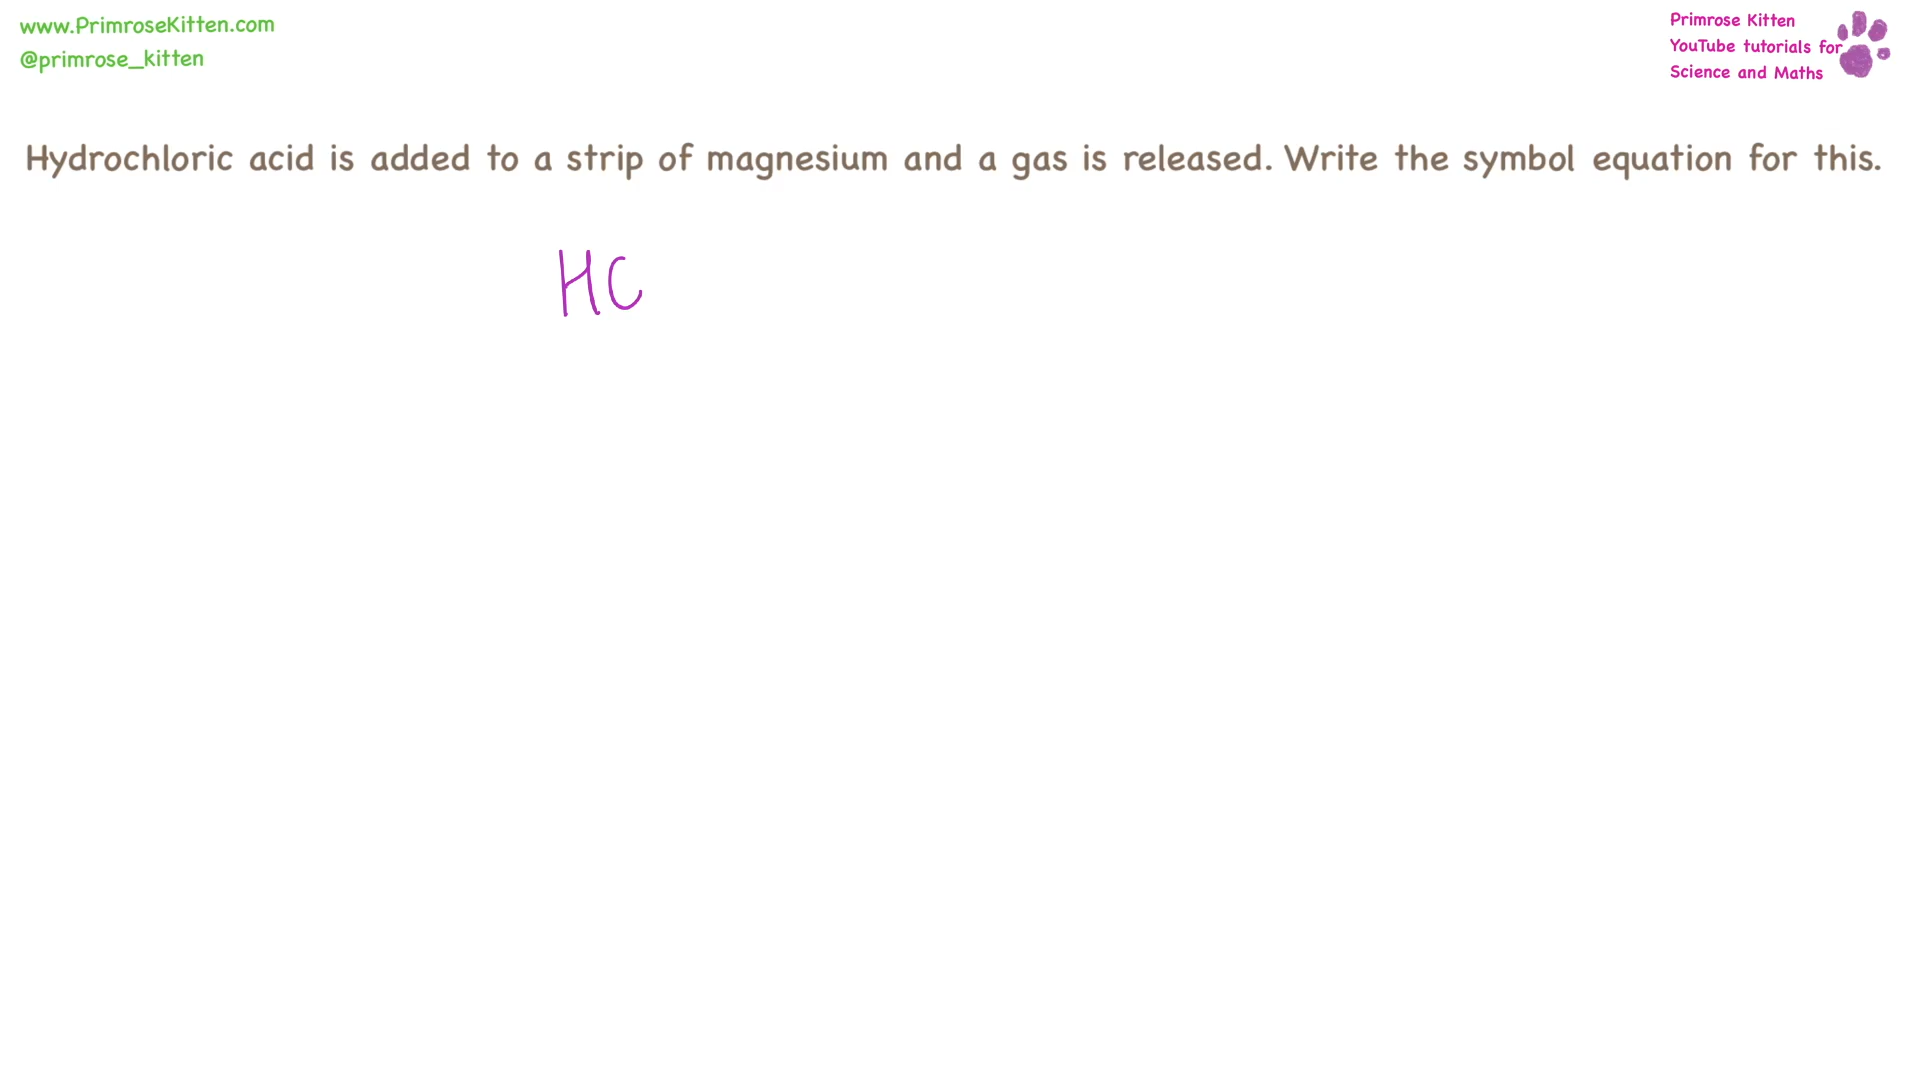 www.PrimroseKitten.com
@primrose_kitten
Primrose Kitten
YouTube tutorials for
Science and Maths
Hydrochloric acid is added to a strip of magnesium and a gas is released. Write the symbol equation for this.
HC